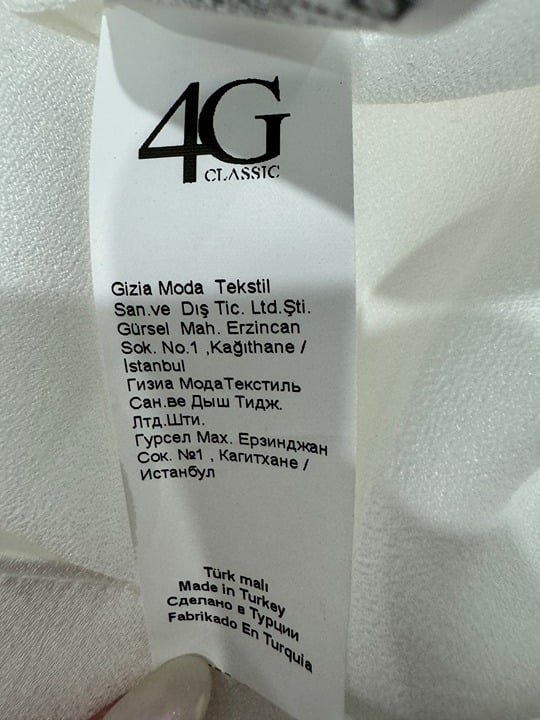 4G
CLASSIC
Gizia Moda Tekstil
San.ve Dış Tic. Ltd.Şti.
Gürsel Mah. Erzincan
Sok. No.1 ,Kağıthane /
İstanbul
Гизиа МодаТекстиль
Сан.ве Дыш Тидж.
Лтд.Шти.
Гурсел Мах. Ерзинджан
Сок. №1 , Кагитхане /
Истанбул
Türk malı
Made in Turkey
Сделано в Турции
Fabrikado En Turquia